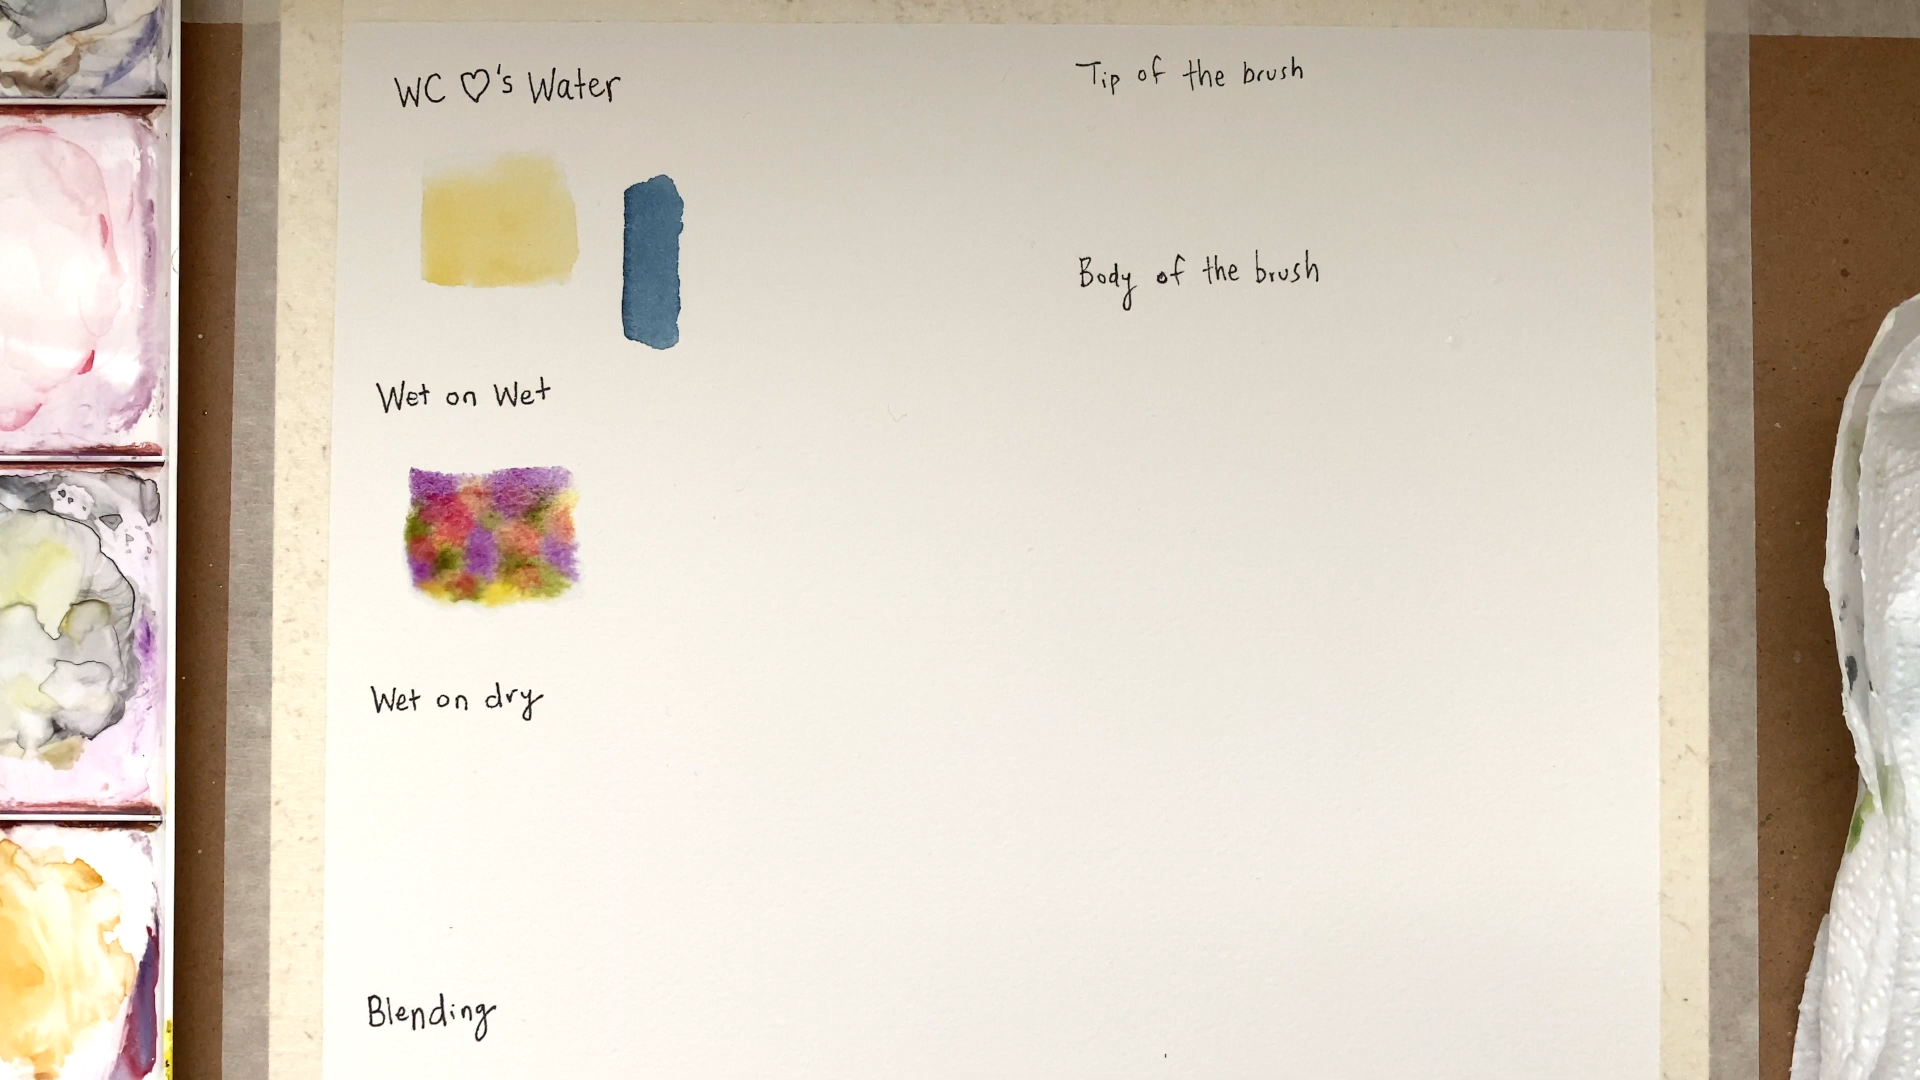 WC ♡'s Water
Wet on Wet
Wet on dry
Blending
Tip of the brush
Body of the brush